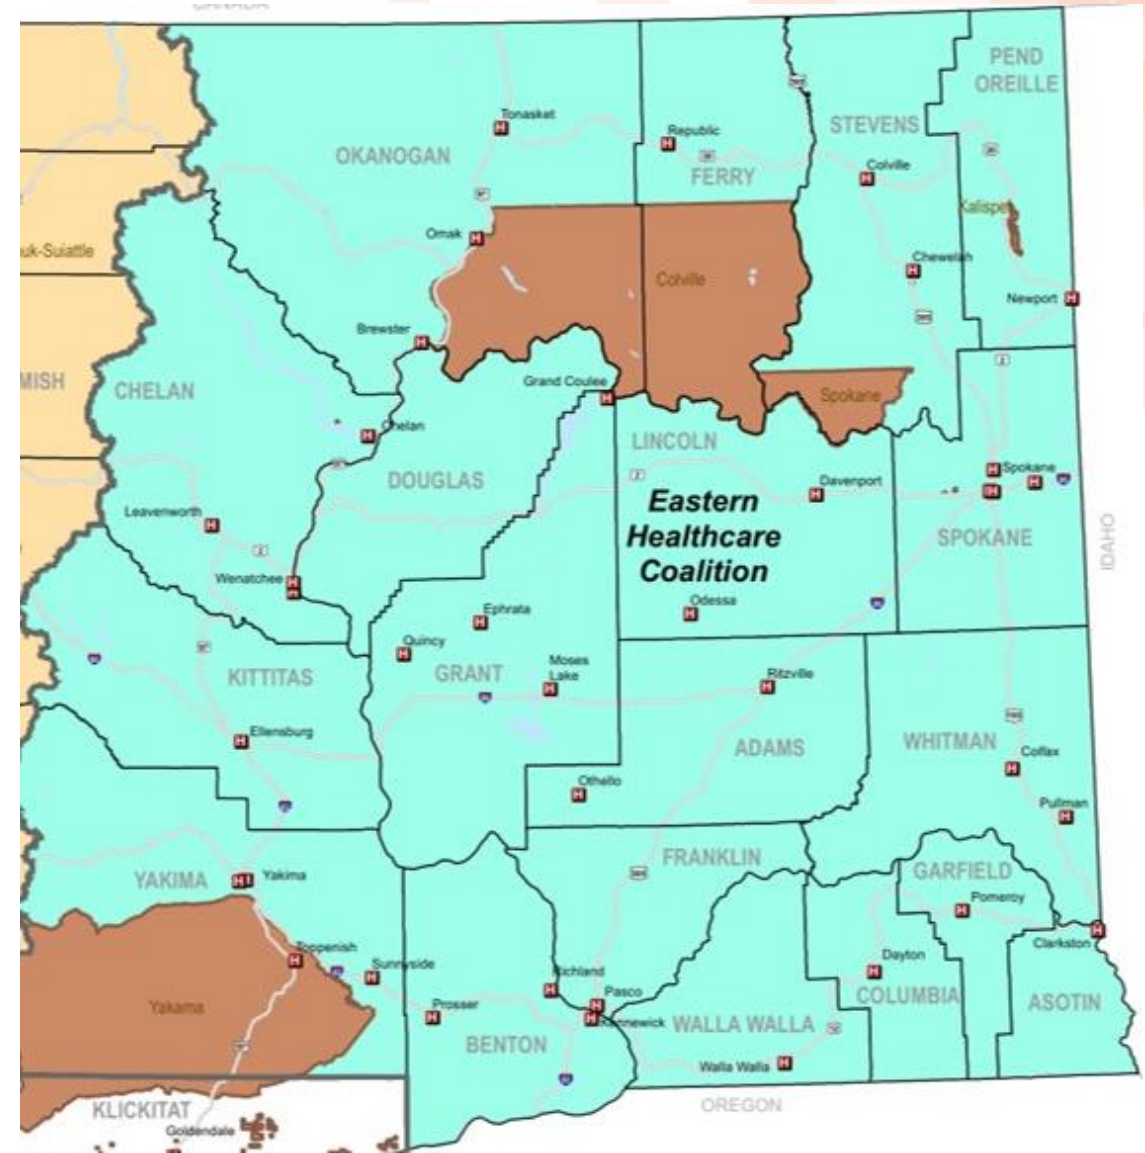 CANADA
PEND
OREILLE
Tonasket
STEVENS
Republic
OKANOGAN
FERRY
Colville
Kalispel
Omak
uk-Suiattle
Chewelah
Colville
Newport
Brewster
MISH
CHELAN
Grand Coulee
Spokane
Chelan
LINCOLN
DOUGLAS
Spokane
Davenport
Eastern
Healthcare
Coalition
Leavenworth
SPOKANE
IDAHO
Wenatchee
Ephrata
Odessa
Quincy
Moses
Lake
GRANT
KITTITAS
Ritzville
Ellensburg
ADAMS
WHITMAN
Colfax
Othello
Pullman
FRANKLIN
YAKIMA
Yakima
GARFIELD
Pomeroy
Toppenish
Clarkston
Sunnyside
Dayton
Richland
COLUMBIA
ASOTIN
Yakama
Prosser
Pasco
Kennewick
WALLA WALLA
BENTON
Walla Walla
KLICKITAT
OREGON
Goldendale